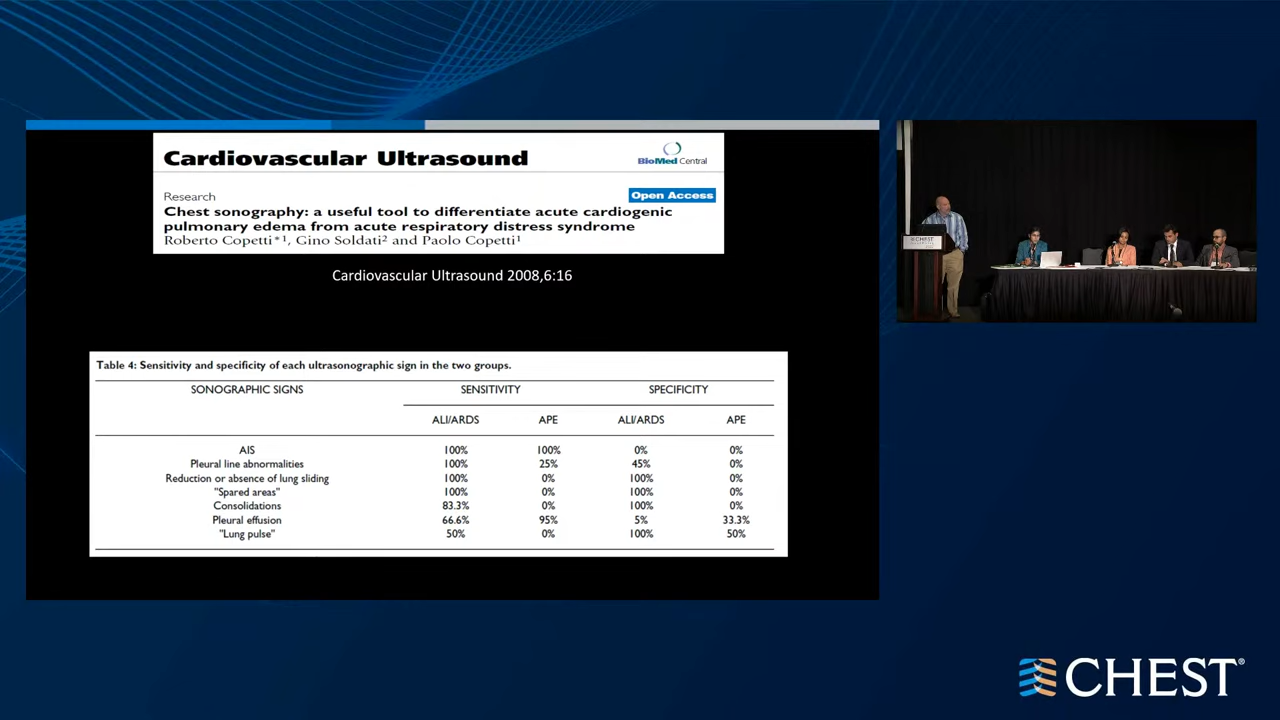 Cardiovascular Ultrasound
BioMed Central
Research
Open Access
Chest sonography: a useful tool to differentiate acute cardiogenic
pulmonary edema from acute respiratory distress syndrome
Roberto Copetti*1, Gino Soldati2 and Paolo Copetti1
Cardiovascular Ultrasound 2008,6:16
Table 4: Sensitivity and specificity of each ultrasonographic sign in the two groups.
SONOGRAPHIC SIGNS SENSITIVITY SPECIFICITY
ALI/ARDS APE ALI/ARDS APE
AIS 100% 100% 0% 0%
Pleural line abnormalities 100% 25% 45% 0%
Reduction or absence of lung sliding 100% 0% 100% 0%
"Spared areas" 100% 0% 100% 0%
Consolidations 83.3% 0% 100% 0%
Pleural effusion 66.6% 95% 5% 33.3%
"Lung pulse" 50% 0% 100% 50%
CHEST
CHEST®